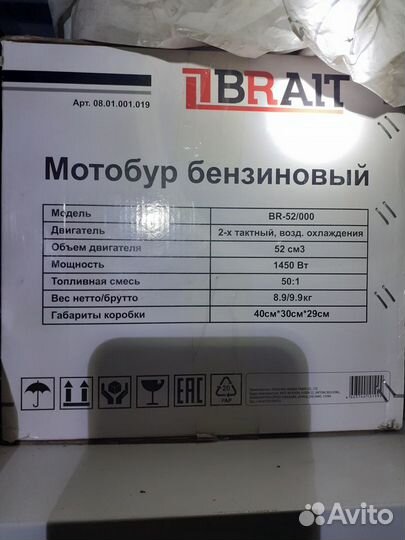 BRAIT
Арт. 08.01.001.019
Мотобур бензиновый
Модель BR-52/000
Двигатель 2-х тактный, возд. охлаждения
Объем двигателя 52 см3
Мощность 1450 Вт
Топливная смесь 50:1
Вес нетто/брутто 8.9/9.9кг
Габариты коробки 40см*30см*29см
EAC
20
PAP
Avito